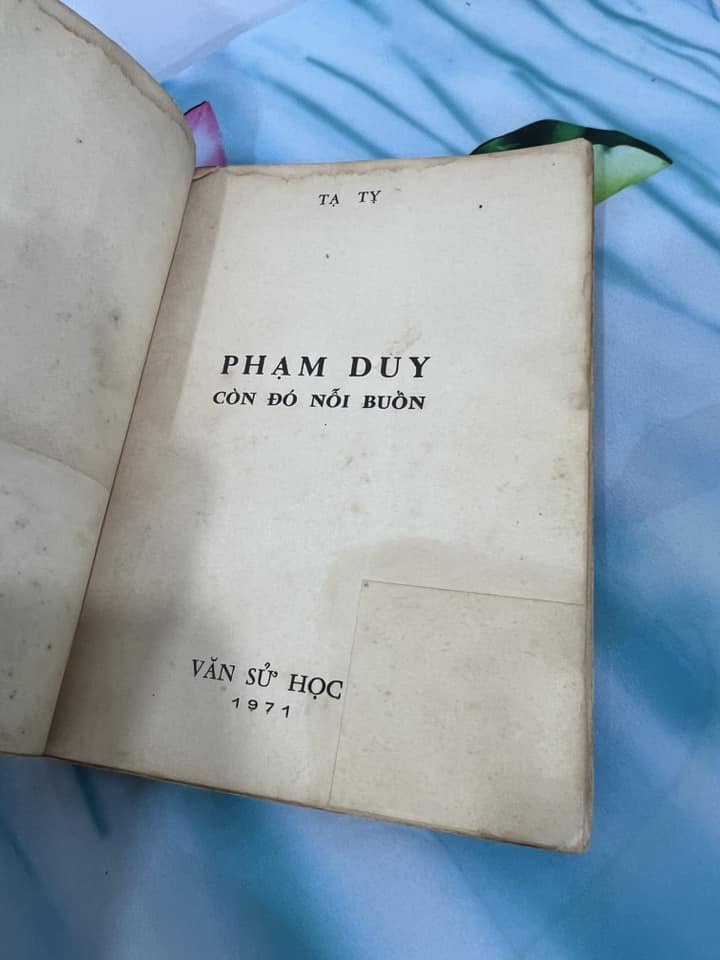 TẠ TỴ
PHẠM DUY
CÒN ĐÓ NỖI BUỒN
VĂN SỬ HỌC
1971